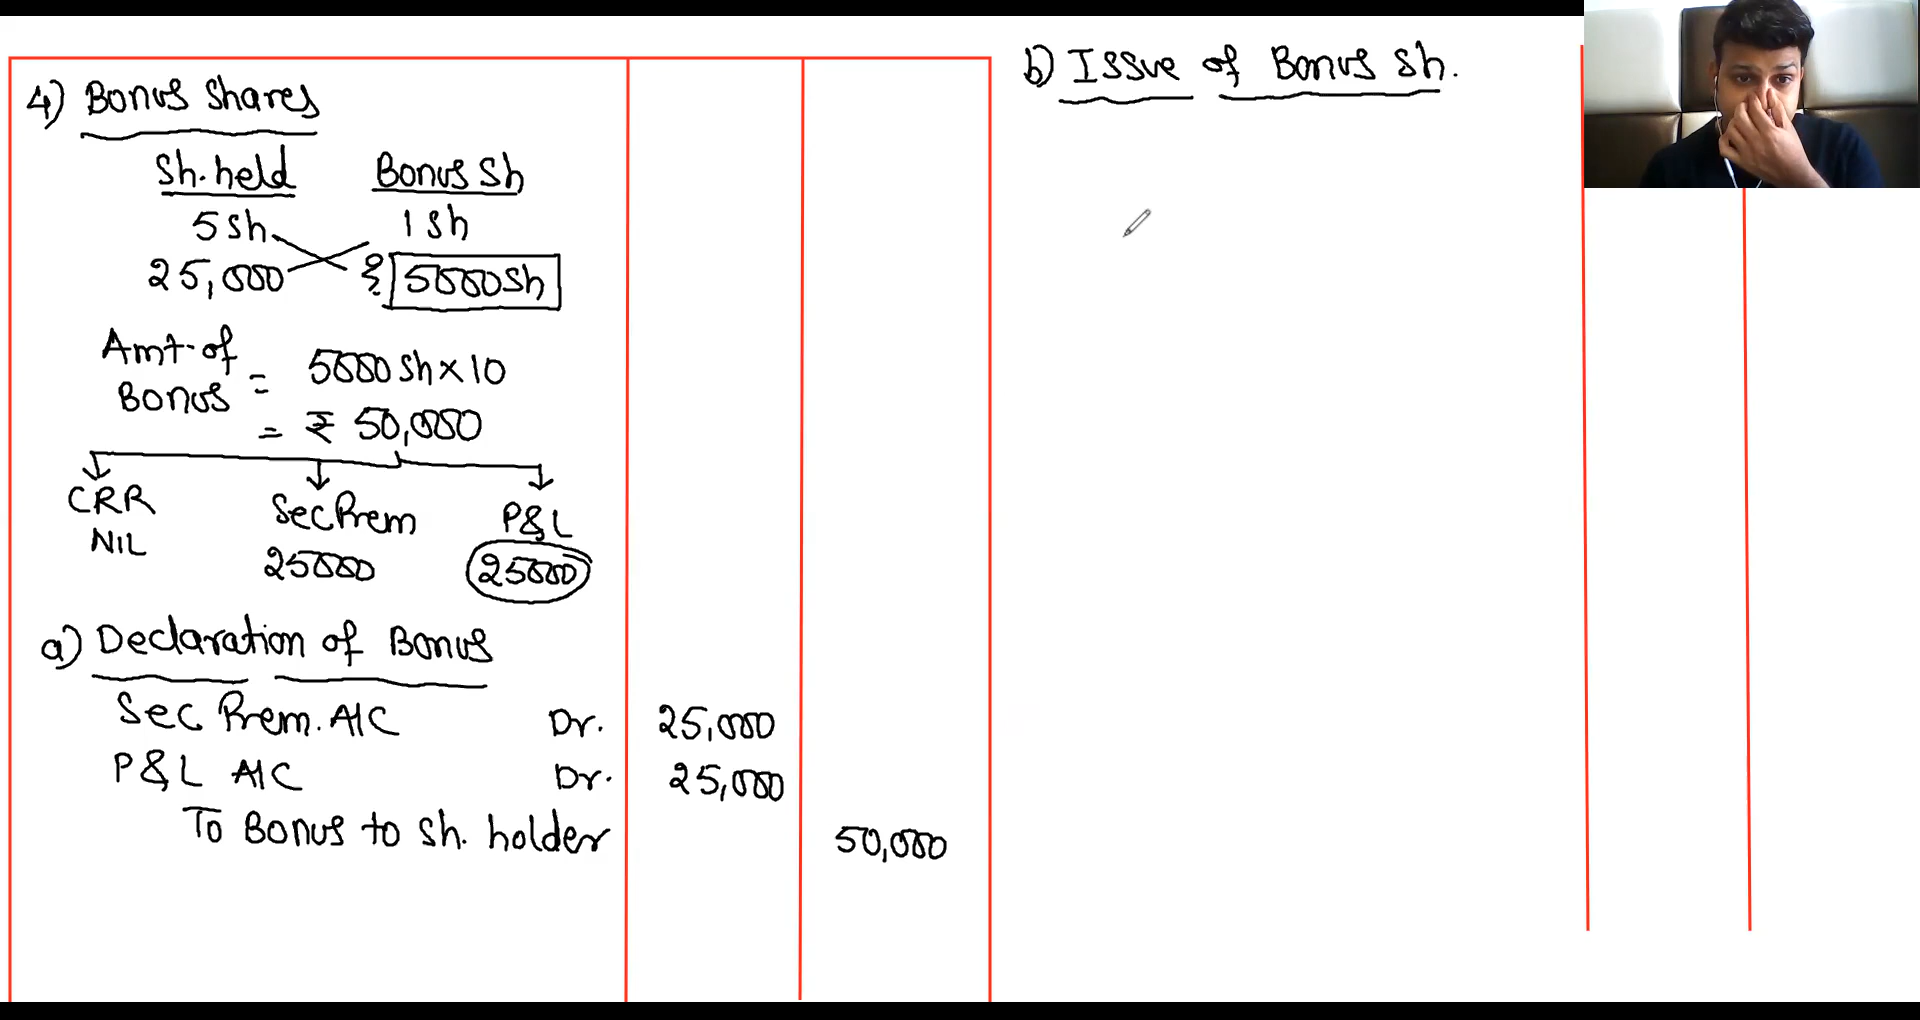 4) Bonus Shares
Sh. held Bonus Sh
5 Sh 1 Sh
25,000 ? 5000 Sh
Amt. of Bonus = 5000 Sh × 10
= ₹ 50,000
CRR Sec Prem P&L
NIL 25000 25000
a) Declaration of Bonus
Sec Prem. A/C Dr. 25,000
P&L A/C Dr. 25,000
To Bonus to Sh. holder 50,000
b) Issue of Bonus Sh.